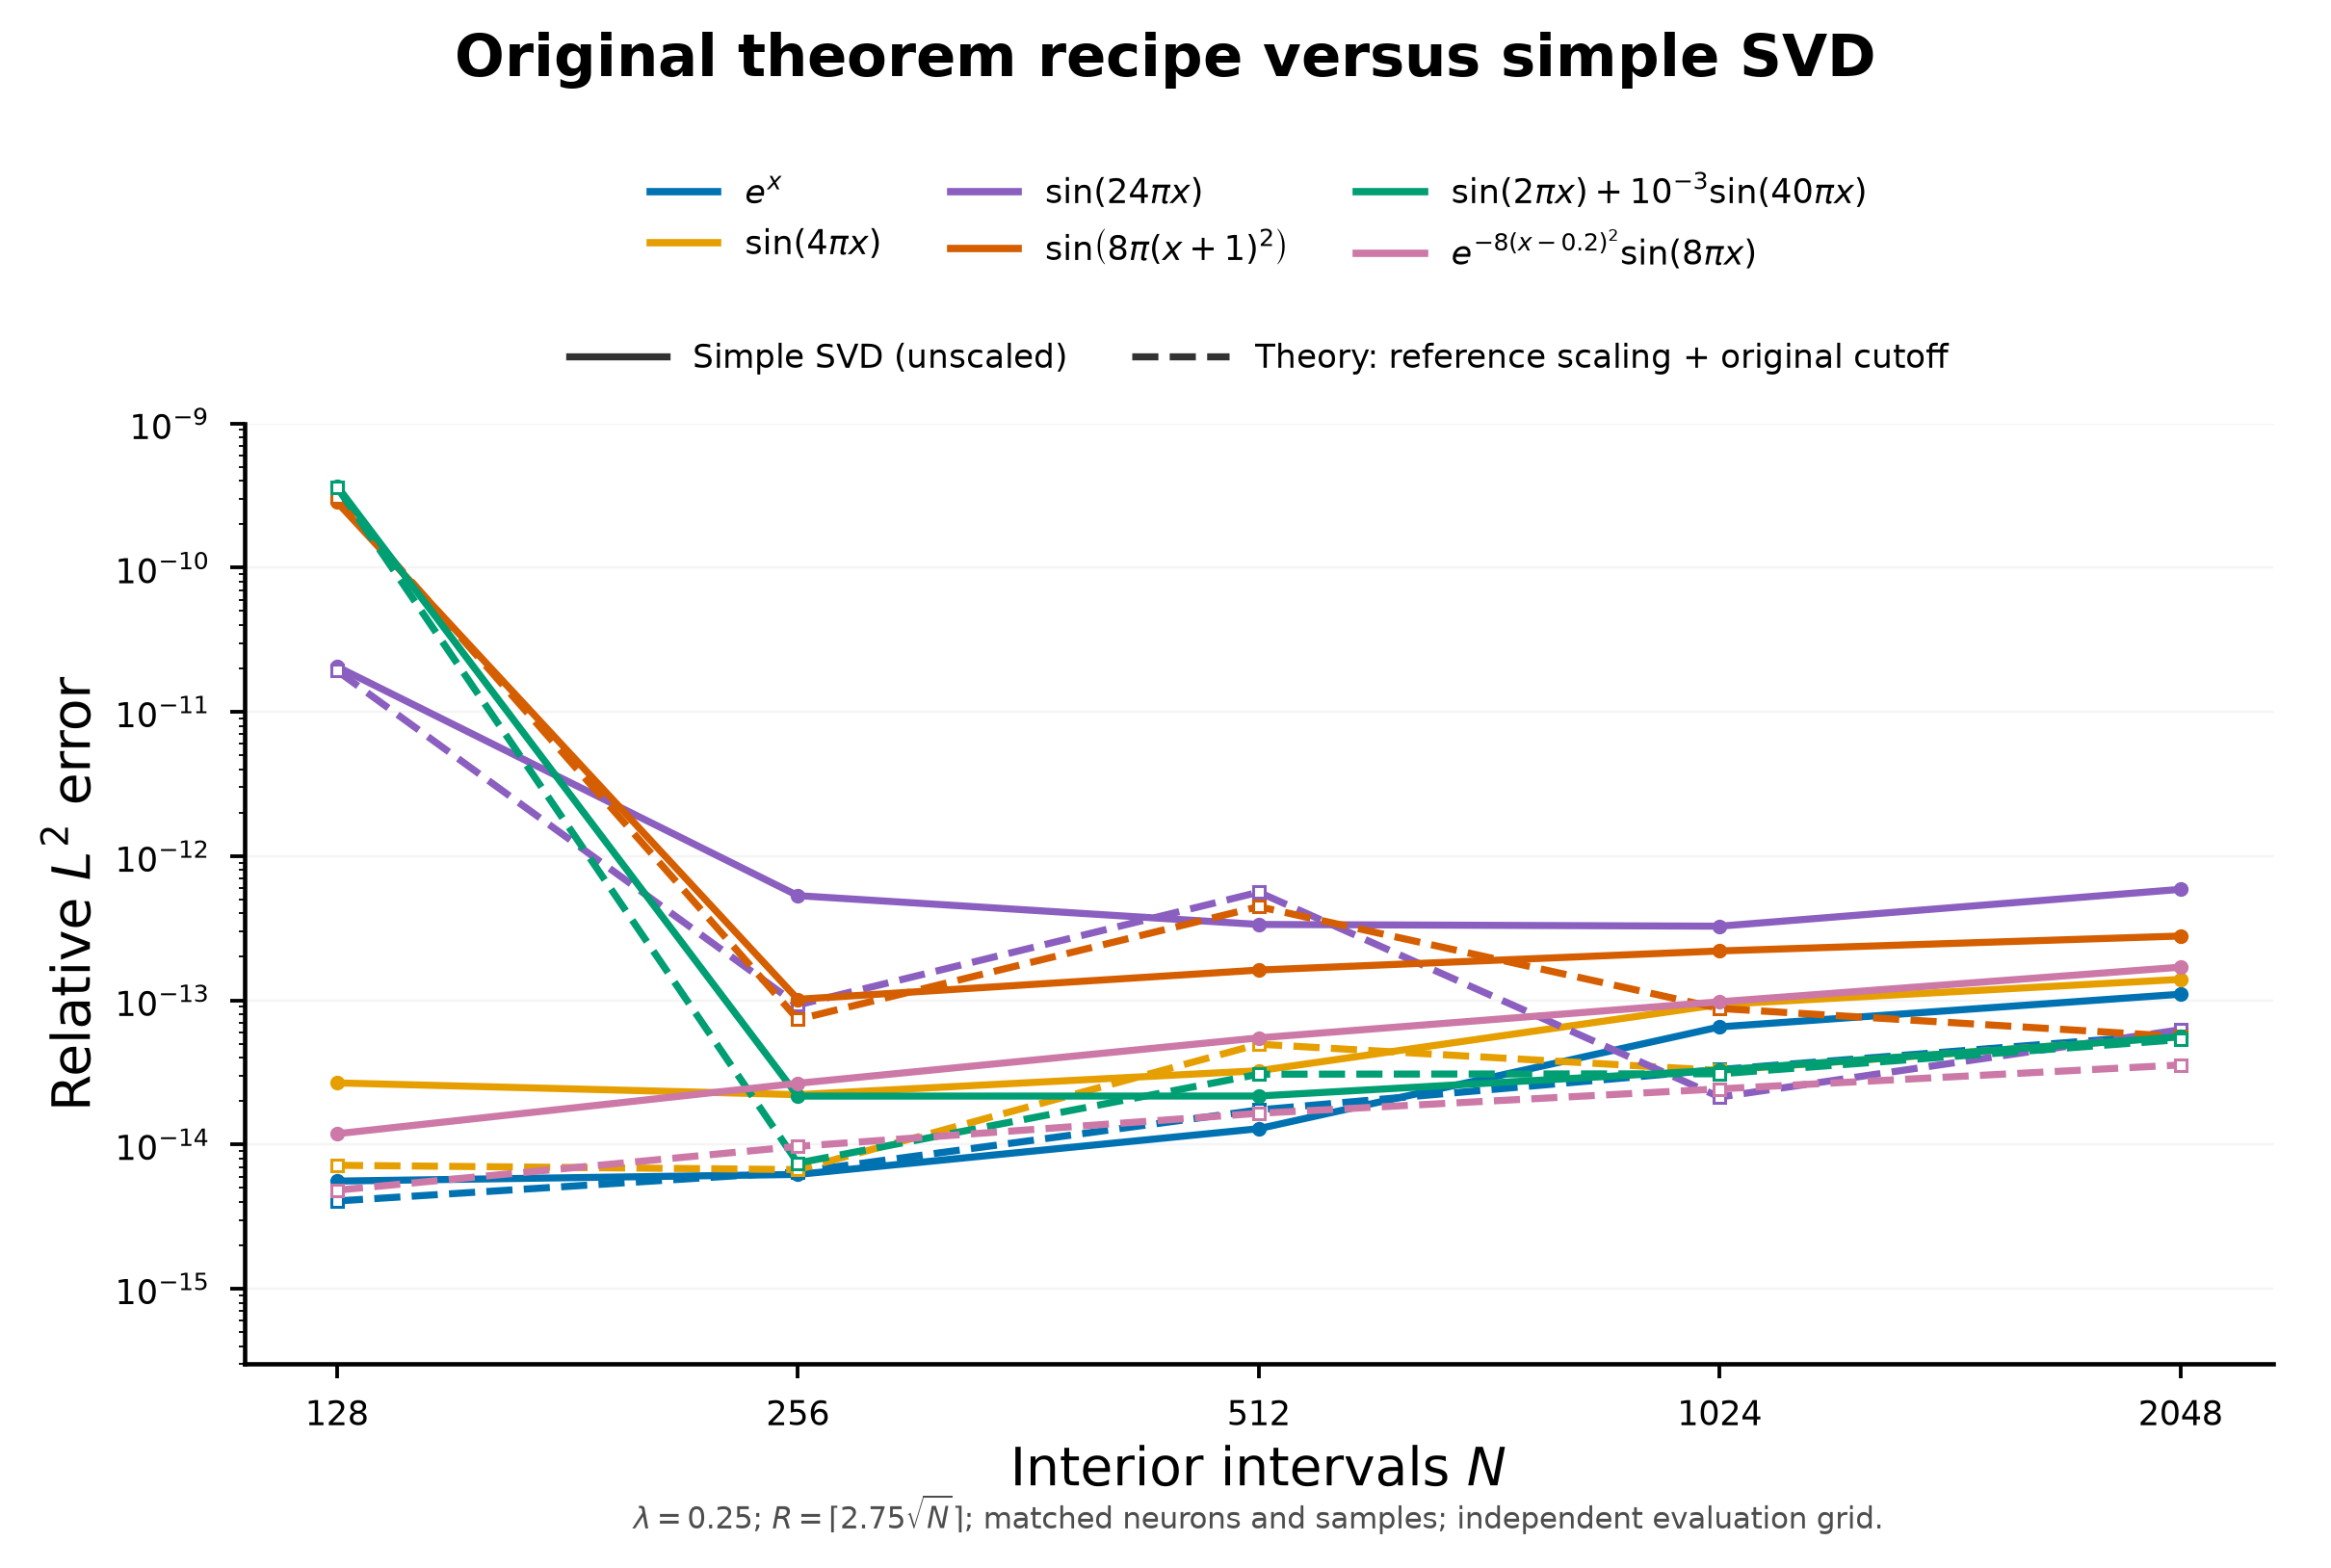 Original theorem recipe versus simple SVD
e^x
sin(24πx)
sin(2πx) + 10⁻³sin(40πx)
sin(4πx)
sin(8π(x + 1)²)
e^{−8(x − 0.2)²}sin(8πx)
Simple SVD (unscaled)
Theory: reference scaling + original cutoff
Relative L² error
10⁻⁹
10⁻¹⁰
10⁻¹¹
10⁻¹²
10⁻¹³
10⁻¹⁴
10⁻¹⁵
128
256
512
1024
2048
Interior intervals N
λ = 0.25; R = ⌈2.75√N⌉; matched neurons and samples; independent evaluation grid.